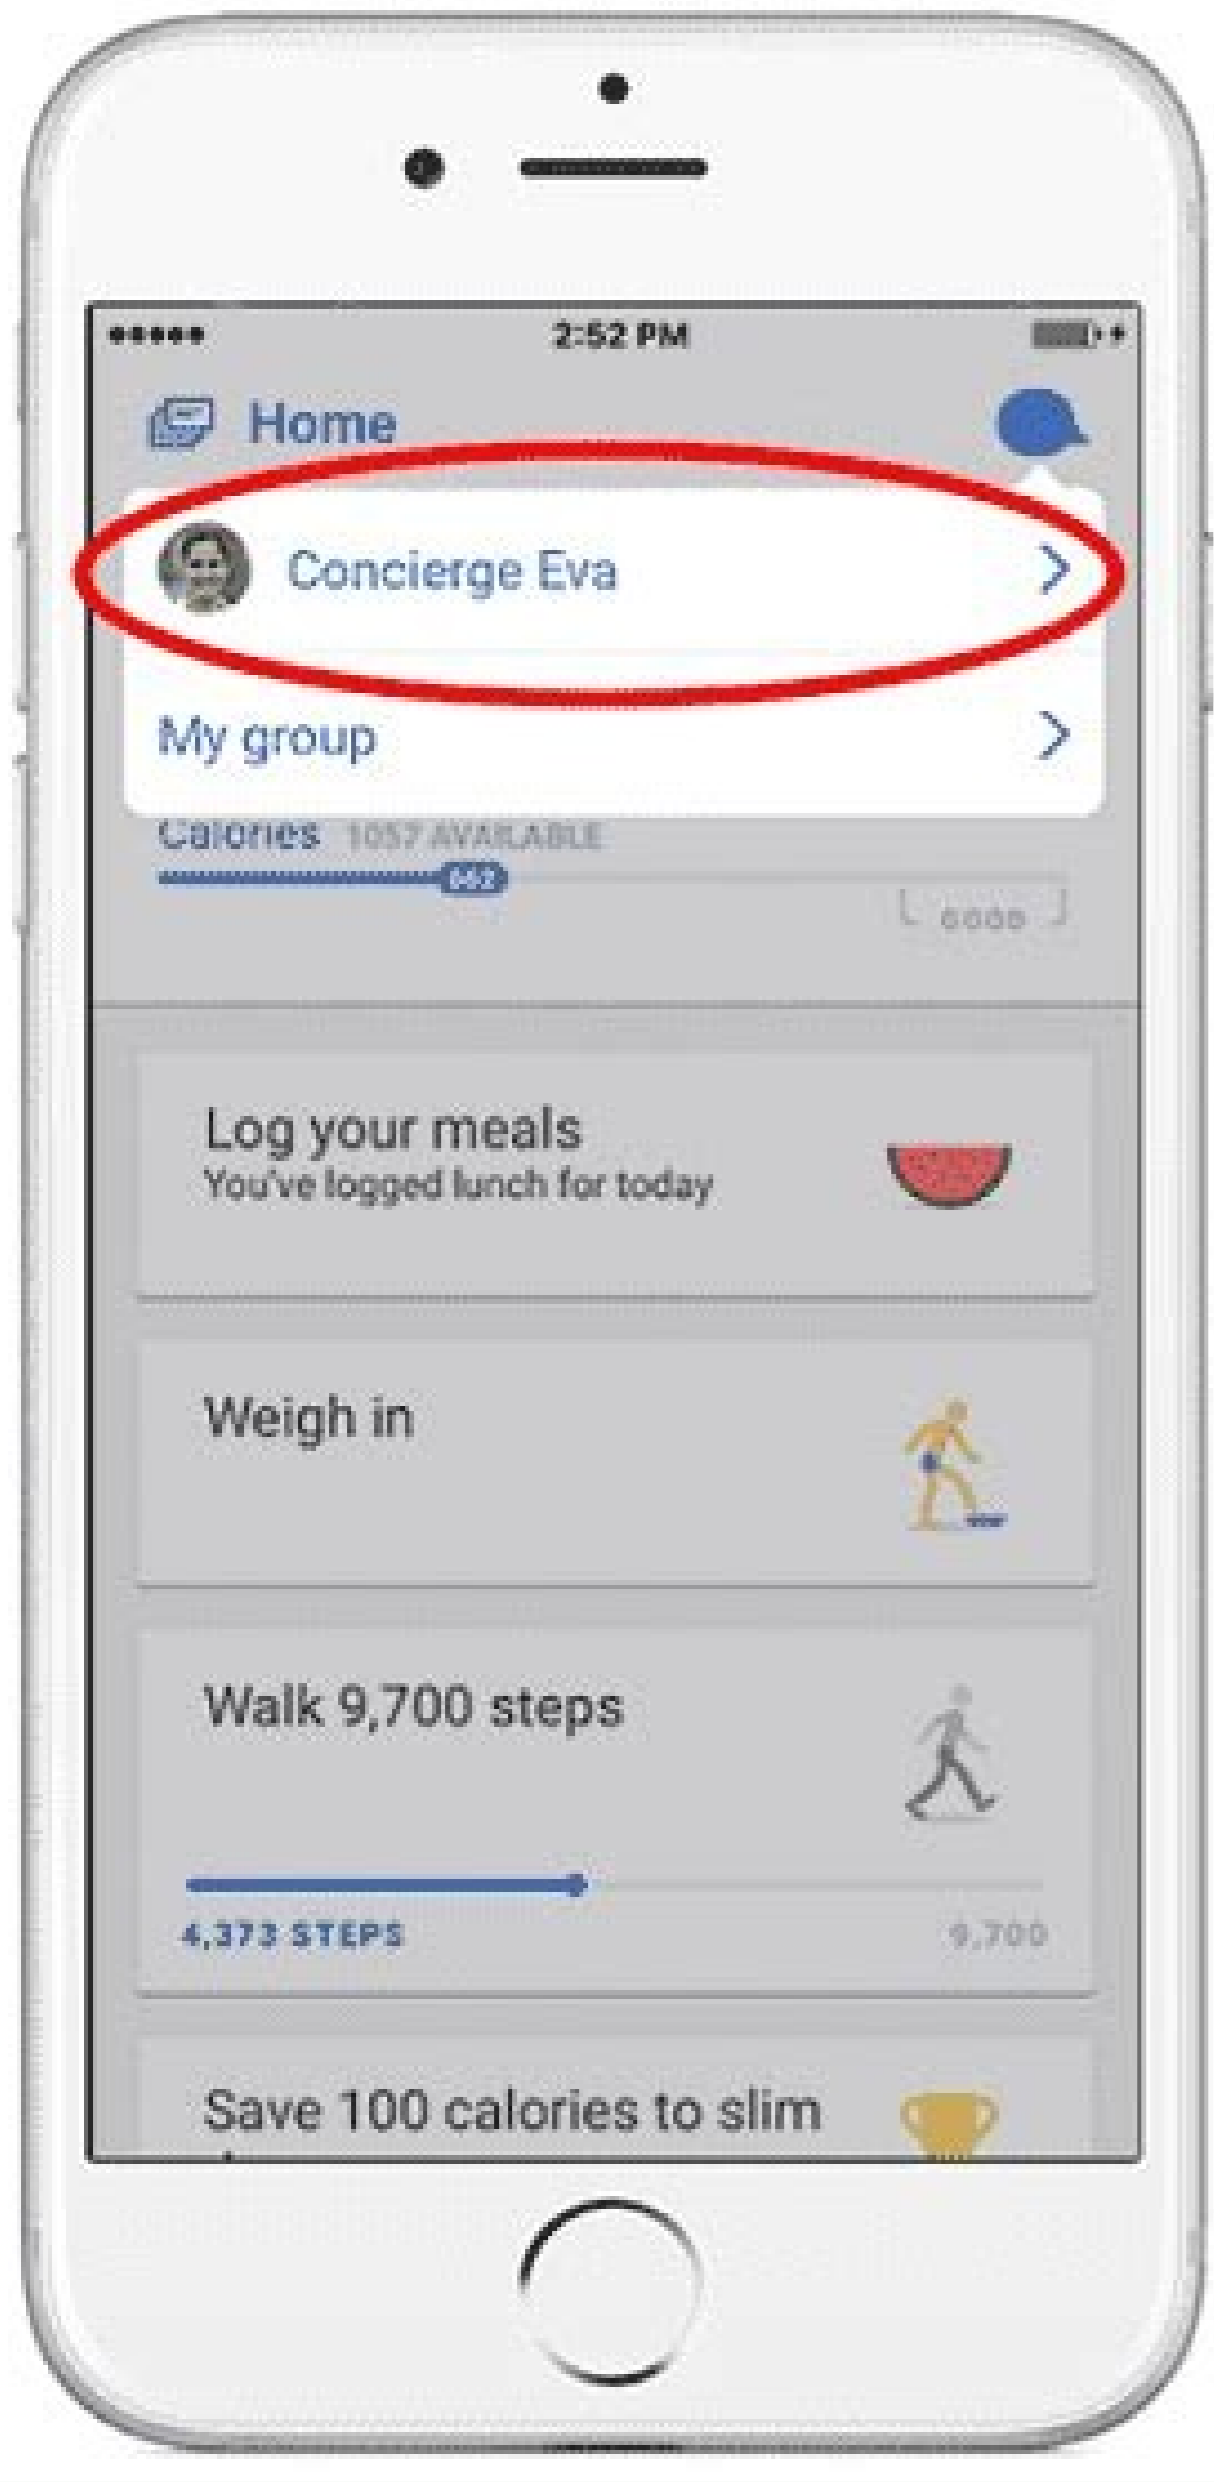 2:52 PM
Home
Concierge Eva
My group
Calories 1057 AVAILABLE
GOOD
Log your meals
You've logged lunch for today
Weigh in
Walk 9,700 steps
4,373 STEPS 9,700
Save 100 calories to slim